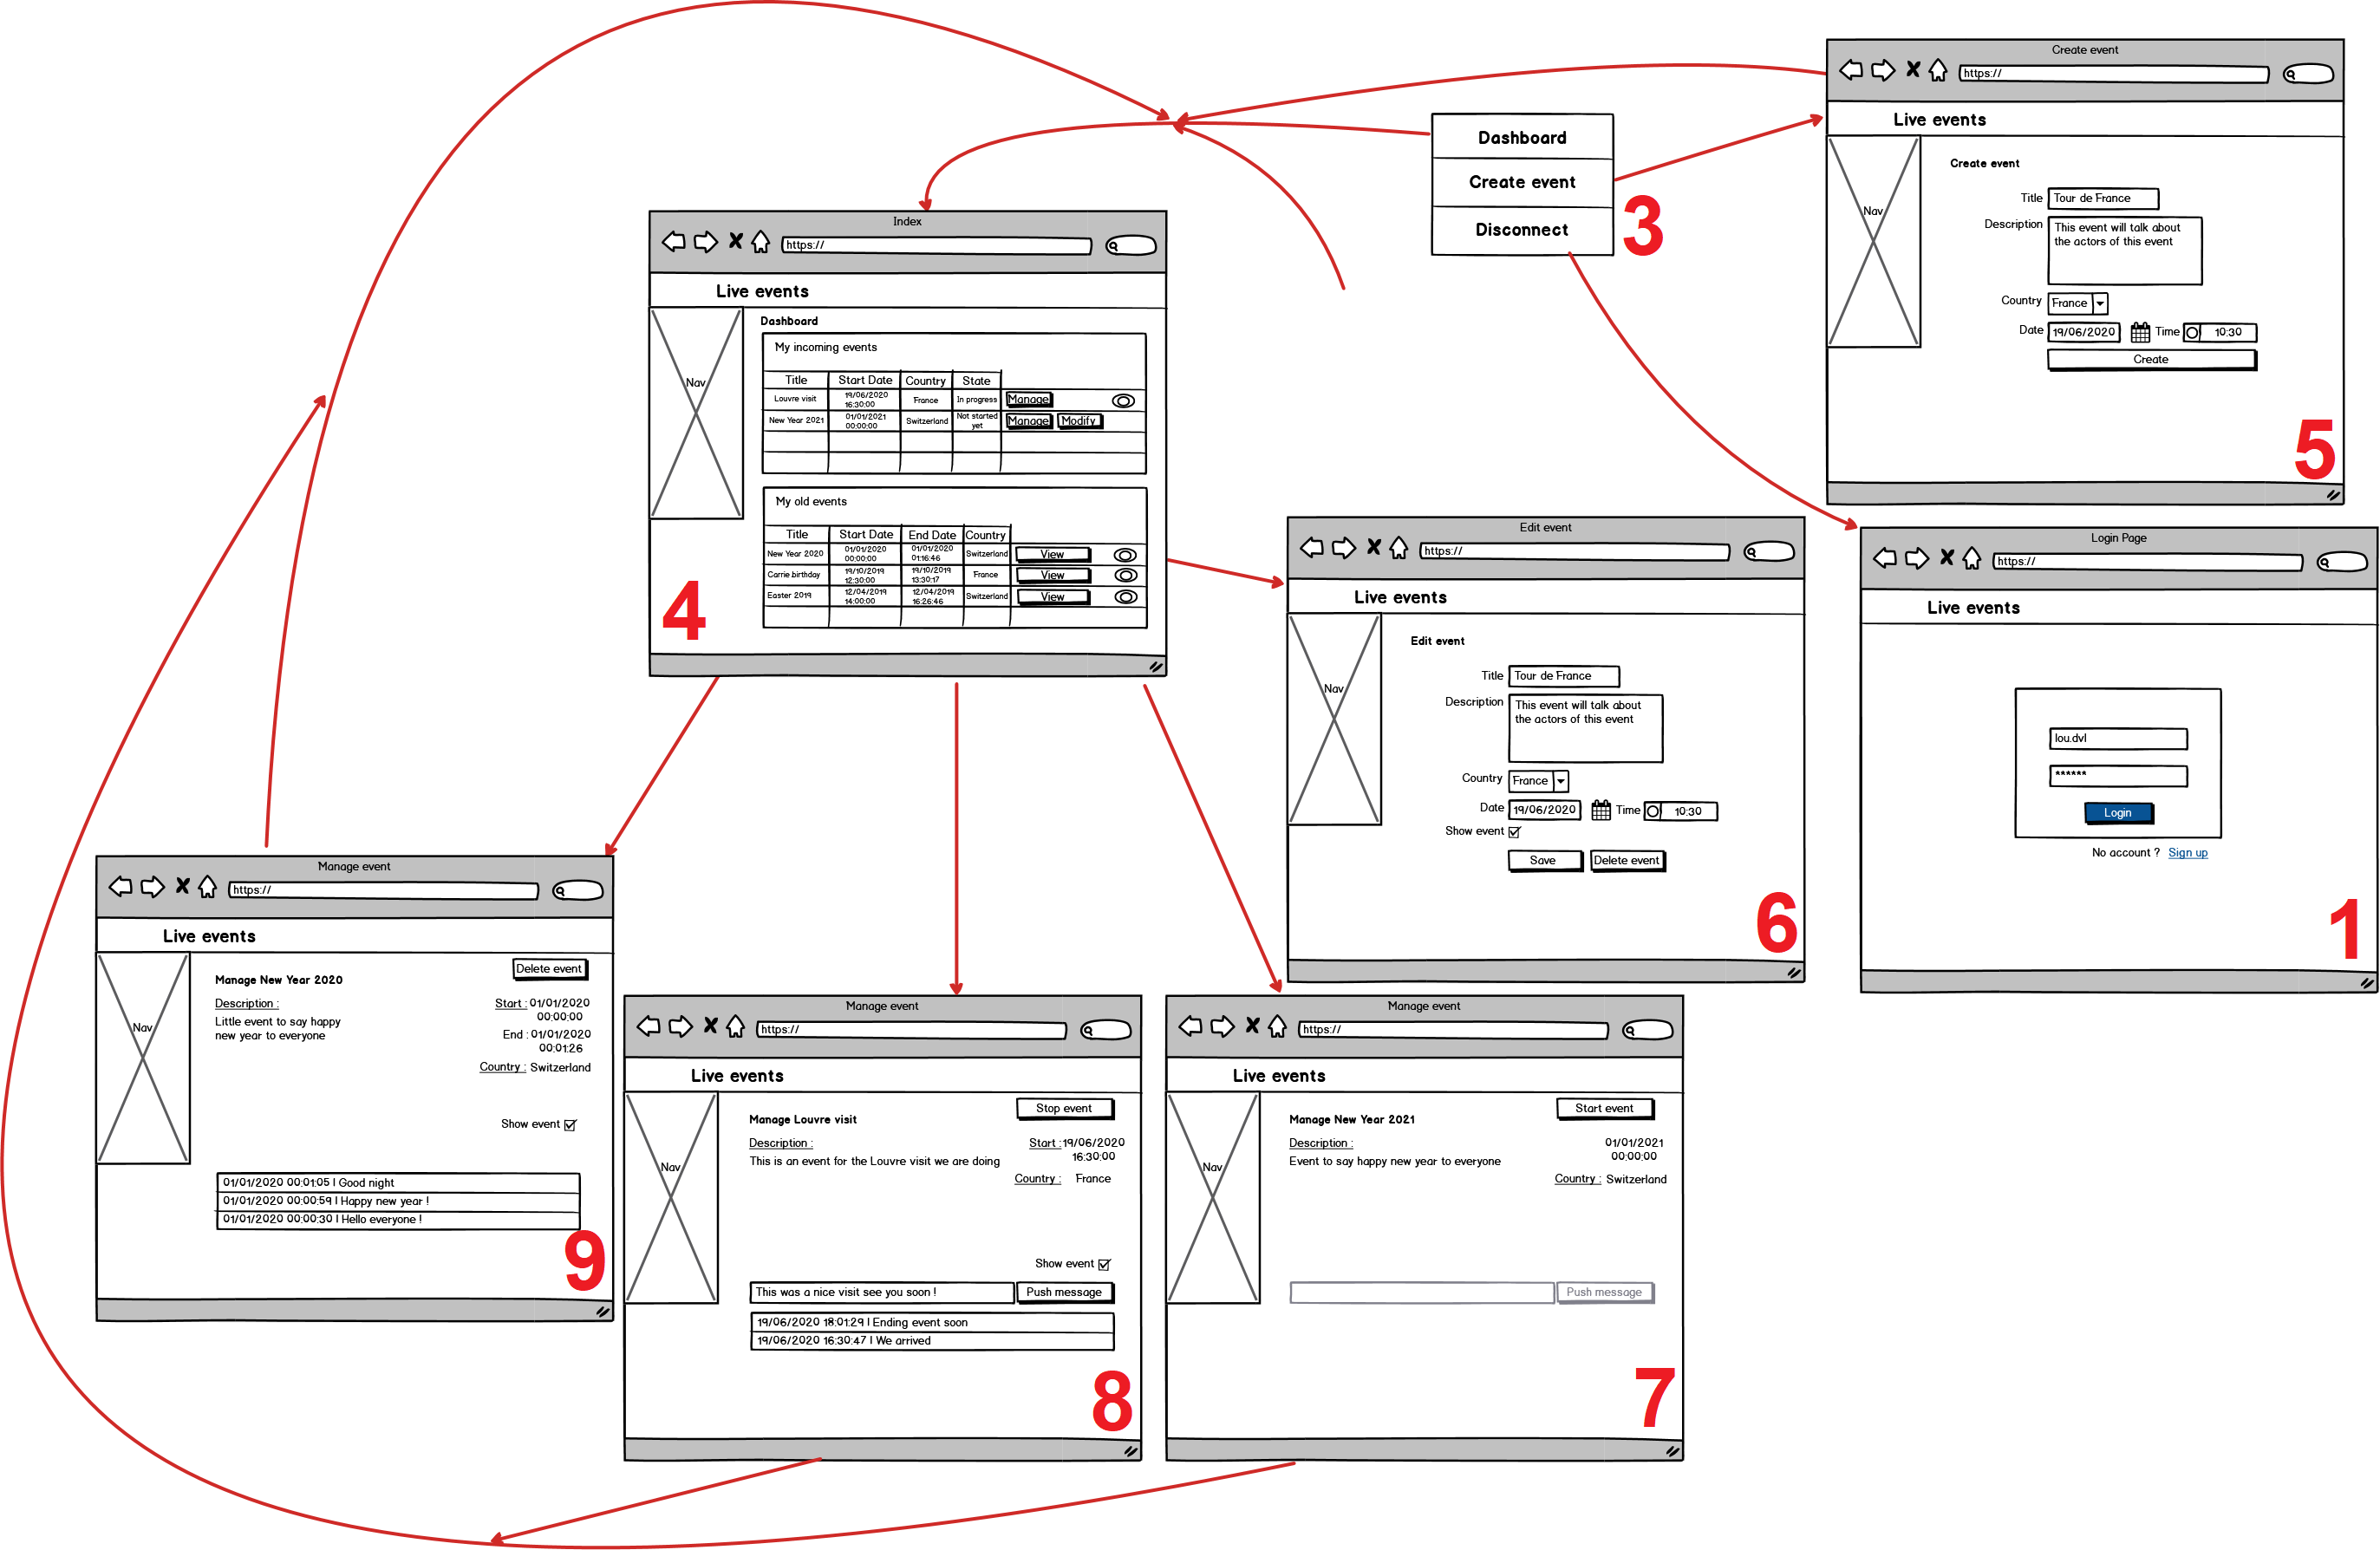 Create event
https://
Live events
Nav
Create event
Title Tour de France
Description This event will talk about
the actors of this event
Country France
Date 19/06/2020 Time 10:30
Create
5
Dashboard
Create event
Disconnect
3
Index
https://
Live events
Nav
Dashboard
My incoming events
Title Start Date Country State
Louvre visit 19/06/2020 16:30:00 France In progress Manage
New Year 2021 01/01/2021 00:00:00 Switzerland Not started yet Manage Modify
My old events
Title Start Date End Date Country
New Year 2020 01/01/2020 00:00:00 01/01/2020 01:16:46 Switzerland View
Carrie birthday 19/10/2019 12:30:00 19/10/2019 13:30:17 France View
Easter 2019 12/04/2019 14:00:00 12/04/2019 16:26:46 Switzerland View
4
Edit event
https://
Live events
Nav
Edit event
Title Tour de France
Description This event will talk about
the actors of this event
Country France
Date 19/06/2020 Time 10:30
Show event
Save Delete event
6
Login Page
https://
Live events
lou.dvl
******
Login
No account ? Sign up
1
Manage event
https://
Live events
Nav
Delete event
Manage New Year 2020
Description :
Little event to say happy
new year to everyone
Start : 01/01/2020
00:00:00
End : 01/01/2020
00:01:26
Country : Switzerland
Show event
01/01/2020 00:01:05 | Good night
01/01/2020 00:00:59 | Happy new year !
01/01/2020 00:00:30 | Hello everyone !
9
Manage event
https://
Live events
Nav
Stop event
Manage Louvre visit
Description :
This is an event for the Louvre visit we are doing
Start : 19/06/2020
16:30:00
Country : France
Show event
This was a nice visit see you soon ! Push message
19/06/2020 18:01:29 | Ending event soon
19/06/2020 16:30:47 | We arrived
8
Manage event
https://
Live events
Nav
Start event
Manage New Year 2021
Description :
Event to say happy new year to everyone
01/01/2021
00:00:00
Country : Switzerland
Push message
7